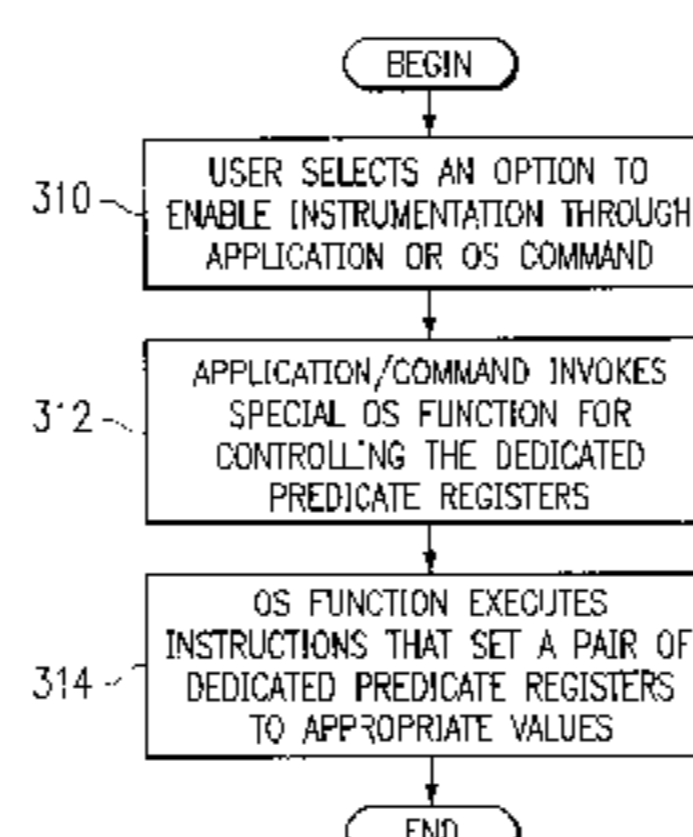 BEGIN
310
USER SELECTS AN OPTION TO
ENABLE INSTRUMENTATION THROUGH
APPLICATION OR OS COMMAND
312
APPLICATION/COMMAND INVOKES
SPECIAL OS FUNCTION FOR
CONTROLLING THE DEDICATED
PREDICATE REGISTERS
314
OS FUNCTION EXECUTES
INSTRUCTIONS THAT SET A PAIR OF
DEDICATED PREDICATE REGISTERS
TO APPROPRIATE VALUES
END